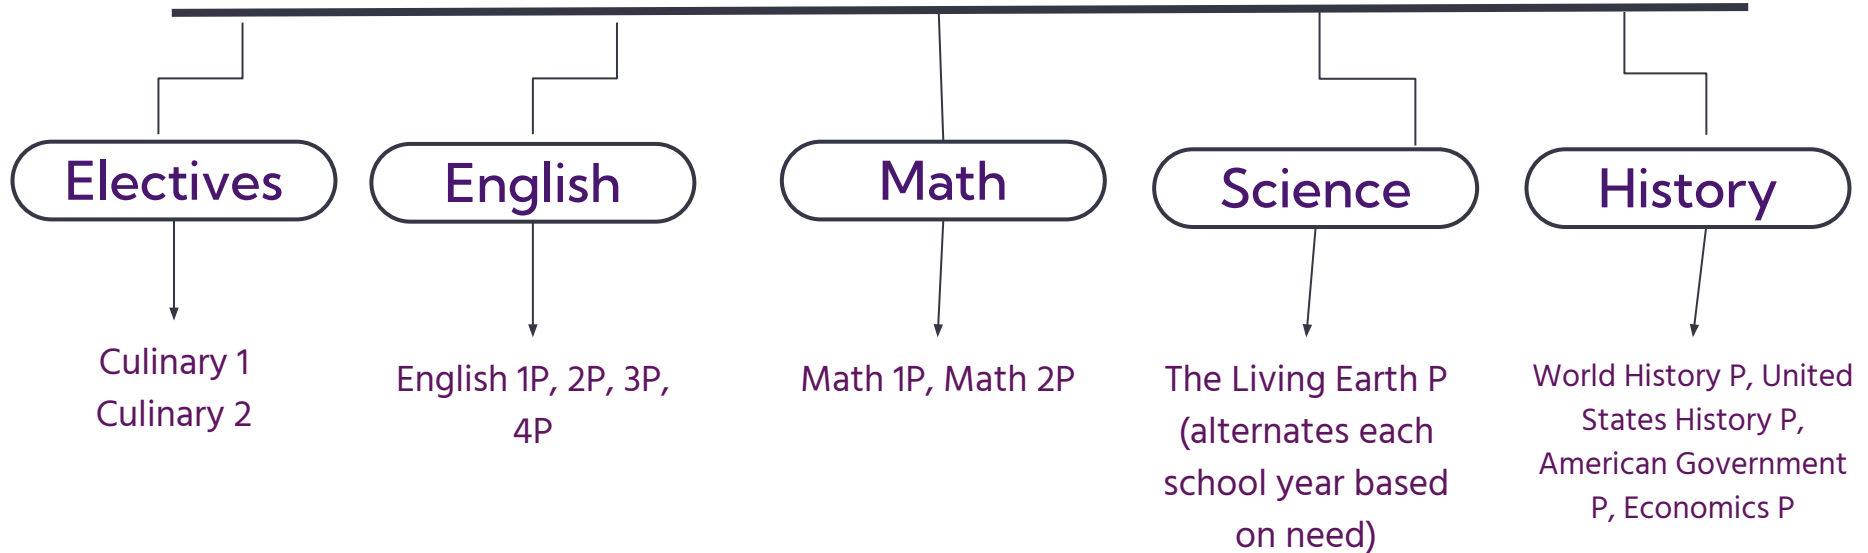 Electives
English
Math
Science
History
Culinary 1
Culinary 2
English 1P, 2P, 3P,
4P
Math 1P, Math 2P
The Living Earth P
(alternates each
school year based
on need)
World History P, United
States History P,
American Government
P, Economics P